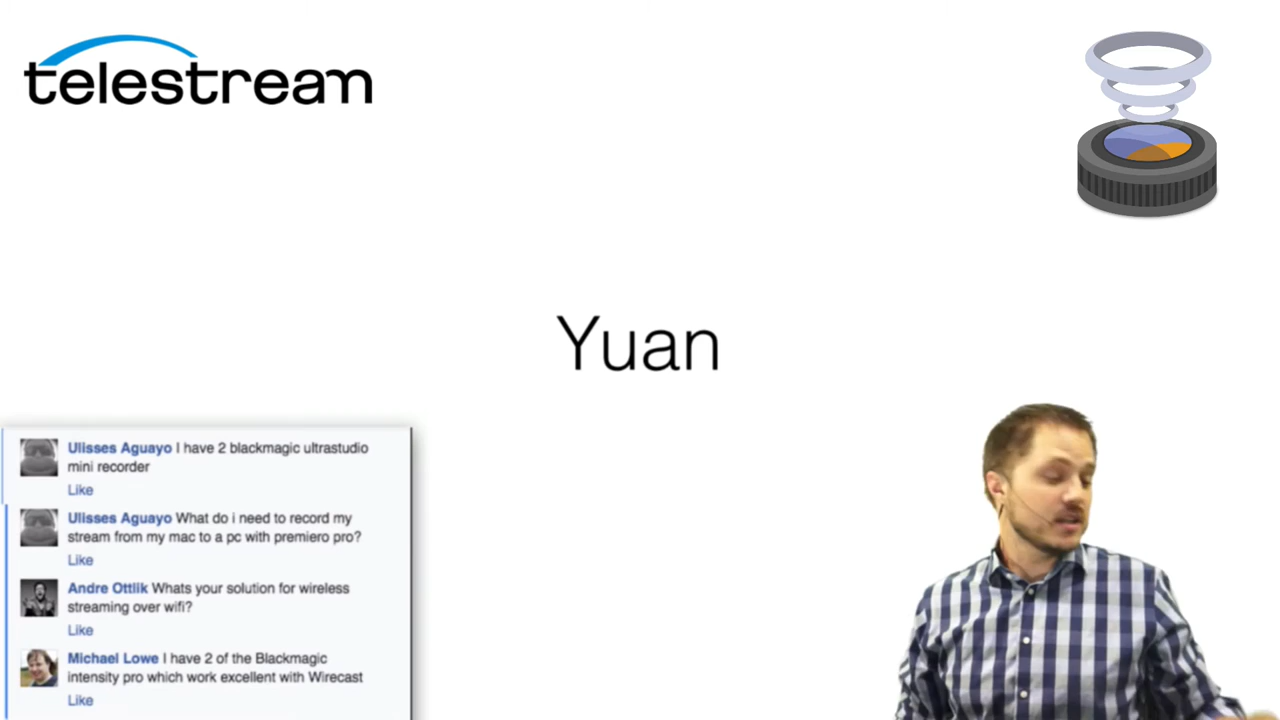 telestream
Yuan
Ulisses Aguayo I have 2 blackmagic ultrastudio
mini recorder
Like
Ulisses Aguayo What do i need to record my
stream from my mac to a pc with premiero pro?
Like
Andre Ottlik Whats your solution for wireless
streaming over wifi?
Like
Michael Lowe I have 2 of the Blackmagic
intensity pro which work excellent with Wirecast
Like